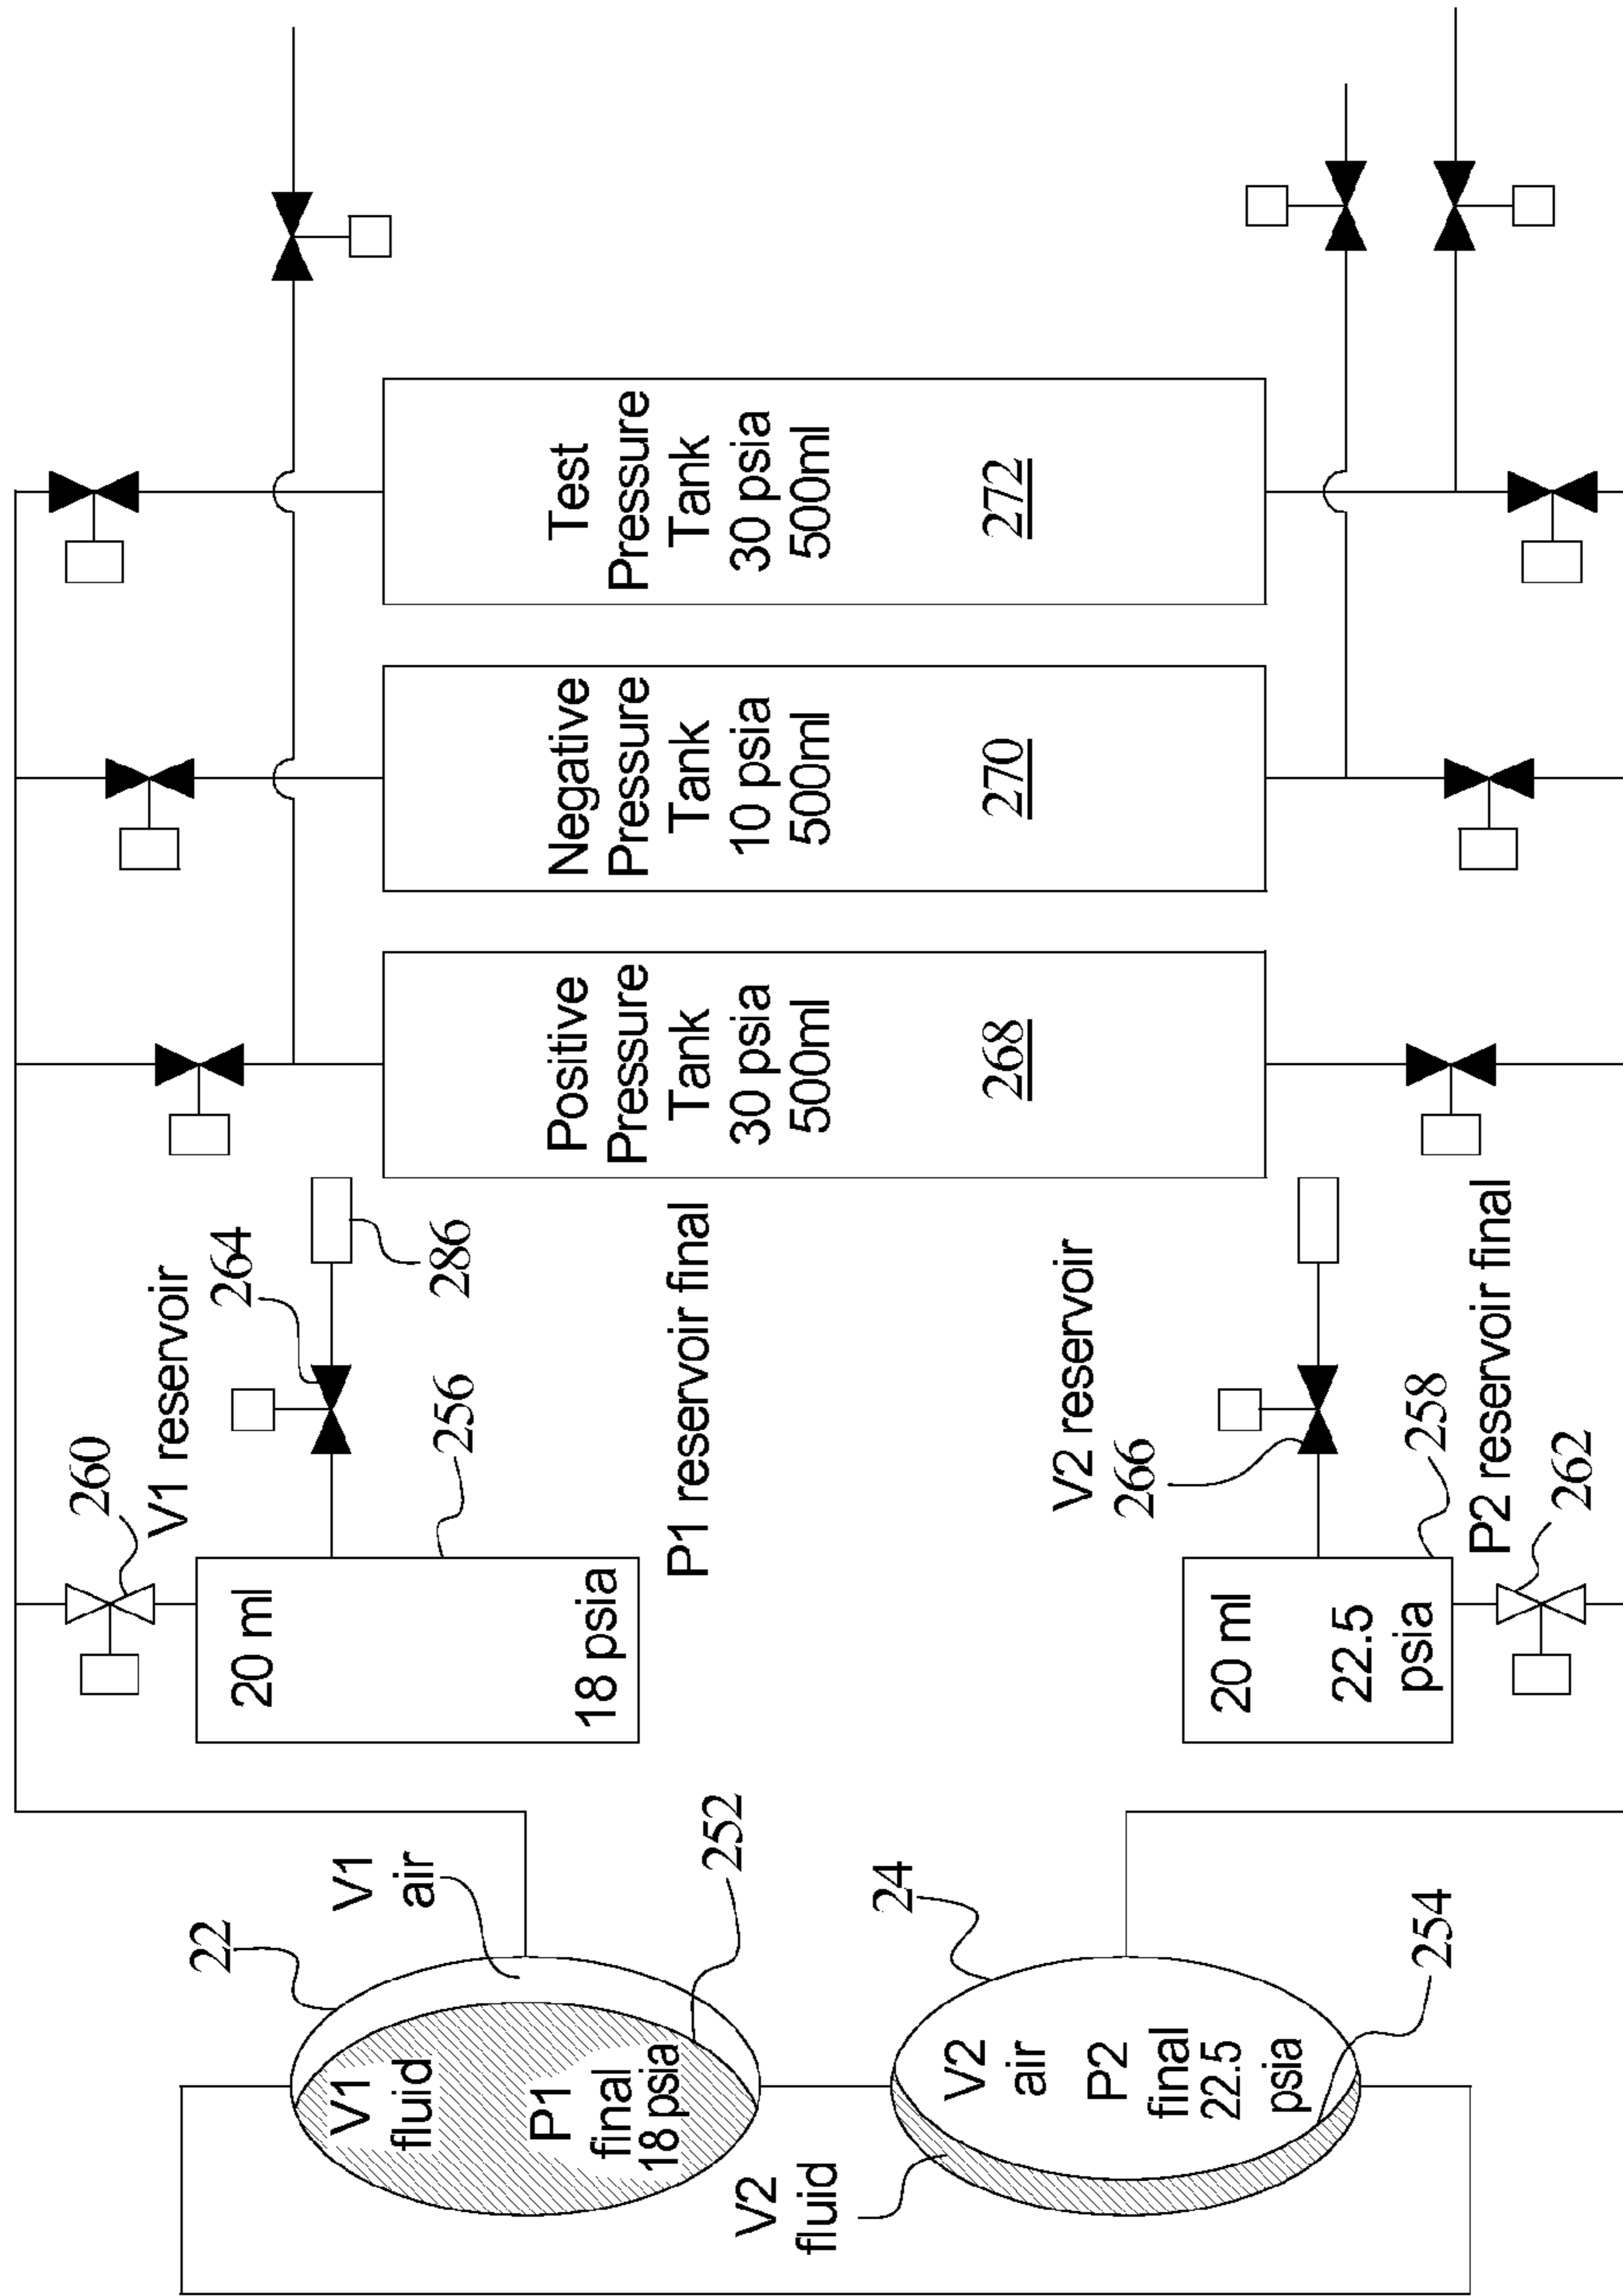 22
V1
air
V1
fluid
P1
final
18 psia
252
260
V1 reservoir
20 ml
18 psia
264
286
256
P1 reservoir final
Positive
Pressure
Tank
30 psia
500ml
268
Negative
Pressure
Tank
10 psia
500ml
270
Test
Pressure
Tank
30 psia
500ml
272
V2
fluid
24
V2
air
P2
final
22.5
psia
254
V2 reservoir
266
20 ml
22.5
psia
258
P2 reservoir final
262